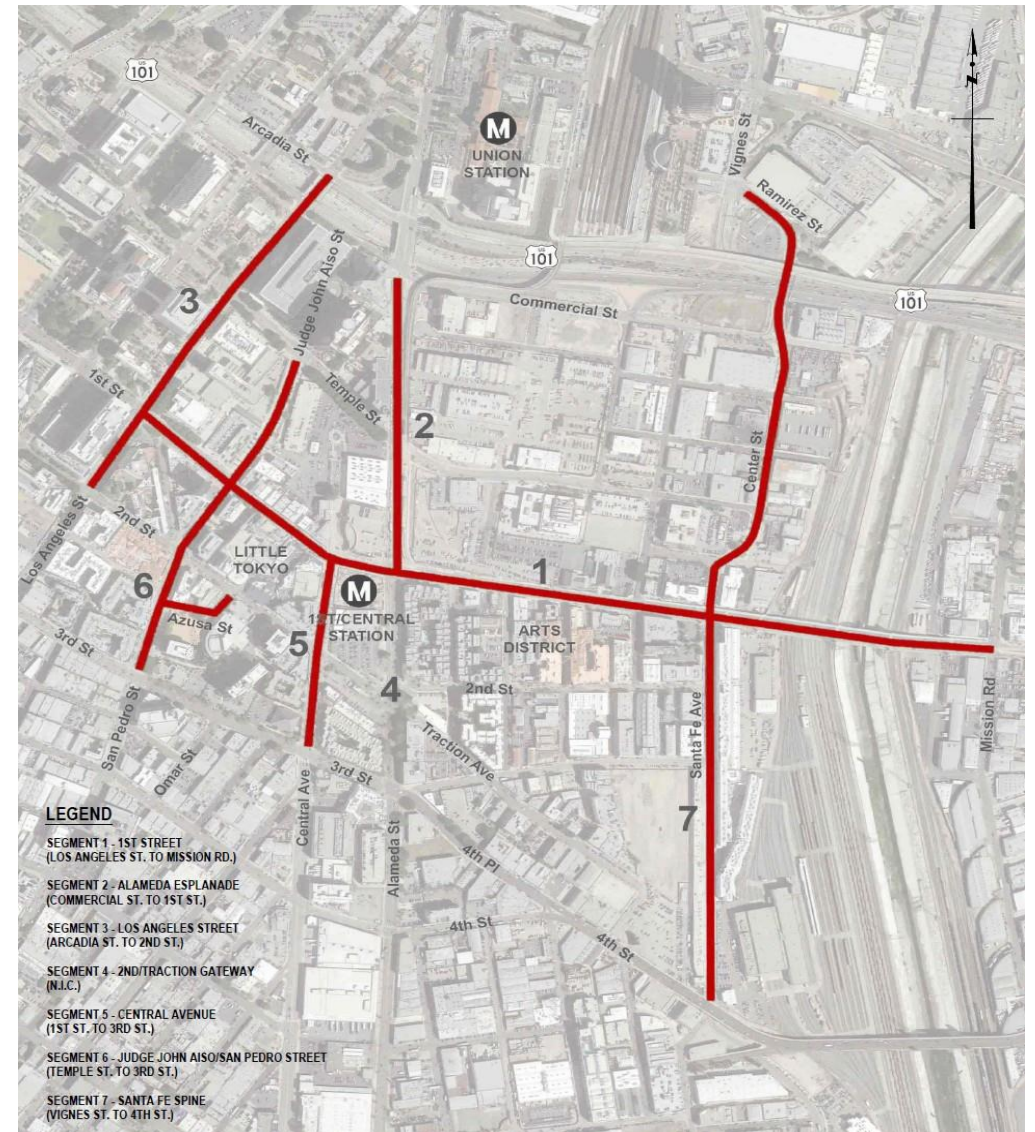 US
101
Arcadia St
M
UNION
STATION
Vignes St
Ramirez St
N
US
101
US
101
Commercial St
3
Judge John Aiso St
Temple St
1st St
2
Center St
Los Angeles St
2nd St
LITTLE
TOKYO
M
1ST/CENTRAL
STATION
1
ARTS
DISTRICT
6
Azusa St
5
3rd St
4
2nd St
Traction Ave
Santa Fe Ave
Mission Rd
San Pedro St
Omar St
Central Ave
3rd St
7
Alameda St
4th Pl
4th St
4th St
LEGEND
SEGMENT 1 - 1ST STREET
(LOS ANGELES ST. TO MISSION RD.)
SEGMENT 2 - ALAMEDA ESPLANADE
(COMMERCIAL ST. TO 1ST ST.)
SEGMENT 3 - LOS ANGELES STREET
(ARCADIA ST. TO 2ND ST.)
SEGMENT 4 - 2ND/TRACTION GATEWAY
(N.I.C.)
SEGMENT 5 - CENTRAL AVENUE
(1ST ST. TO 3RD ST.)
SEGMENT 6 - JUDGE JOHN AISO/SAN PEDRO STREET
(TEMPLE ST. TO 3RD ST.)
SEGMENT 7 - SANTA FE SPINE
(VIGNES ST. TO 4TH ST.)